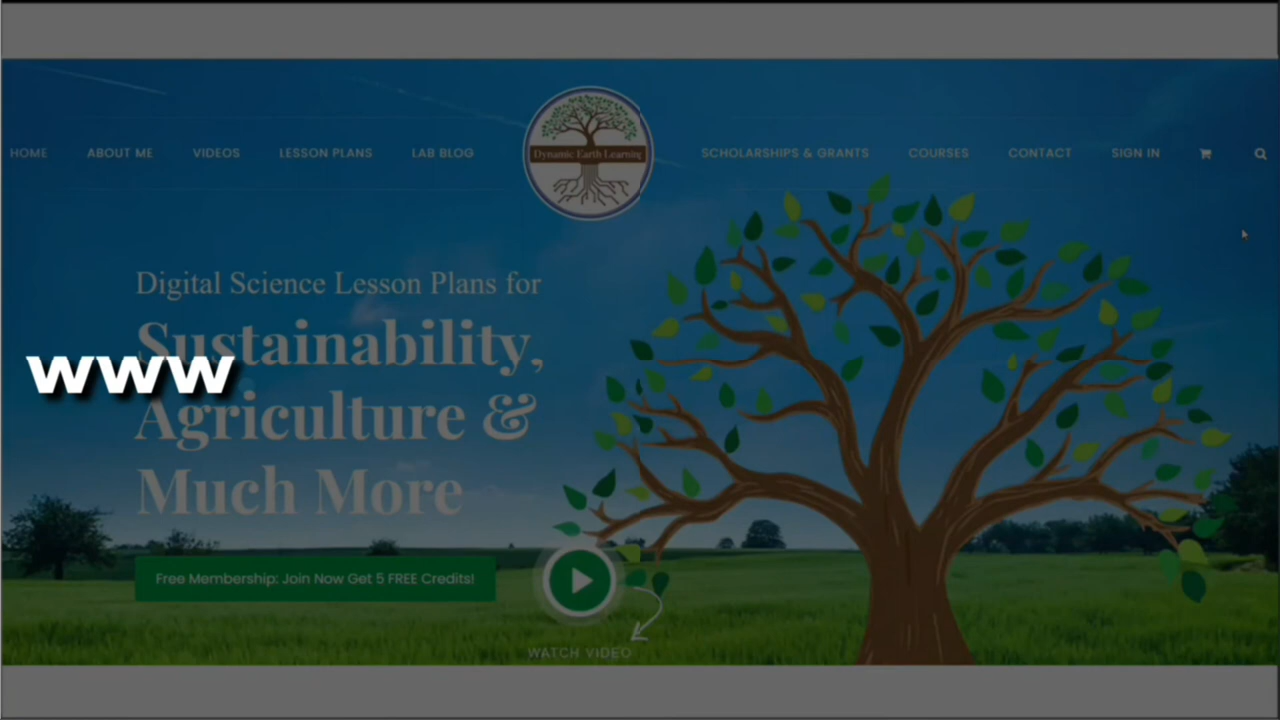 HOME ABOUT ME VIDEOS LESSON PLANS LAB BLOG Dynamic Earth Learning SCHOLARSHIPS & GRANTS COURSES CONTACT SIGN IN
Digital Science Lesson Plans for
Sustainability,
www
Agriculture &
Much More
Free Membership: Join Now Get 5 FREE Credits!
WATCH VIDEO